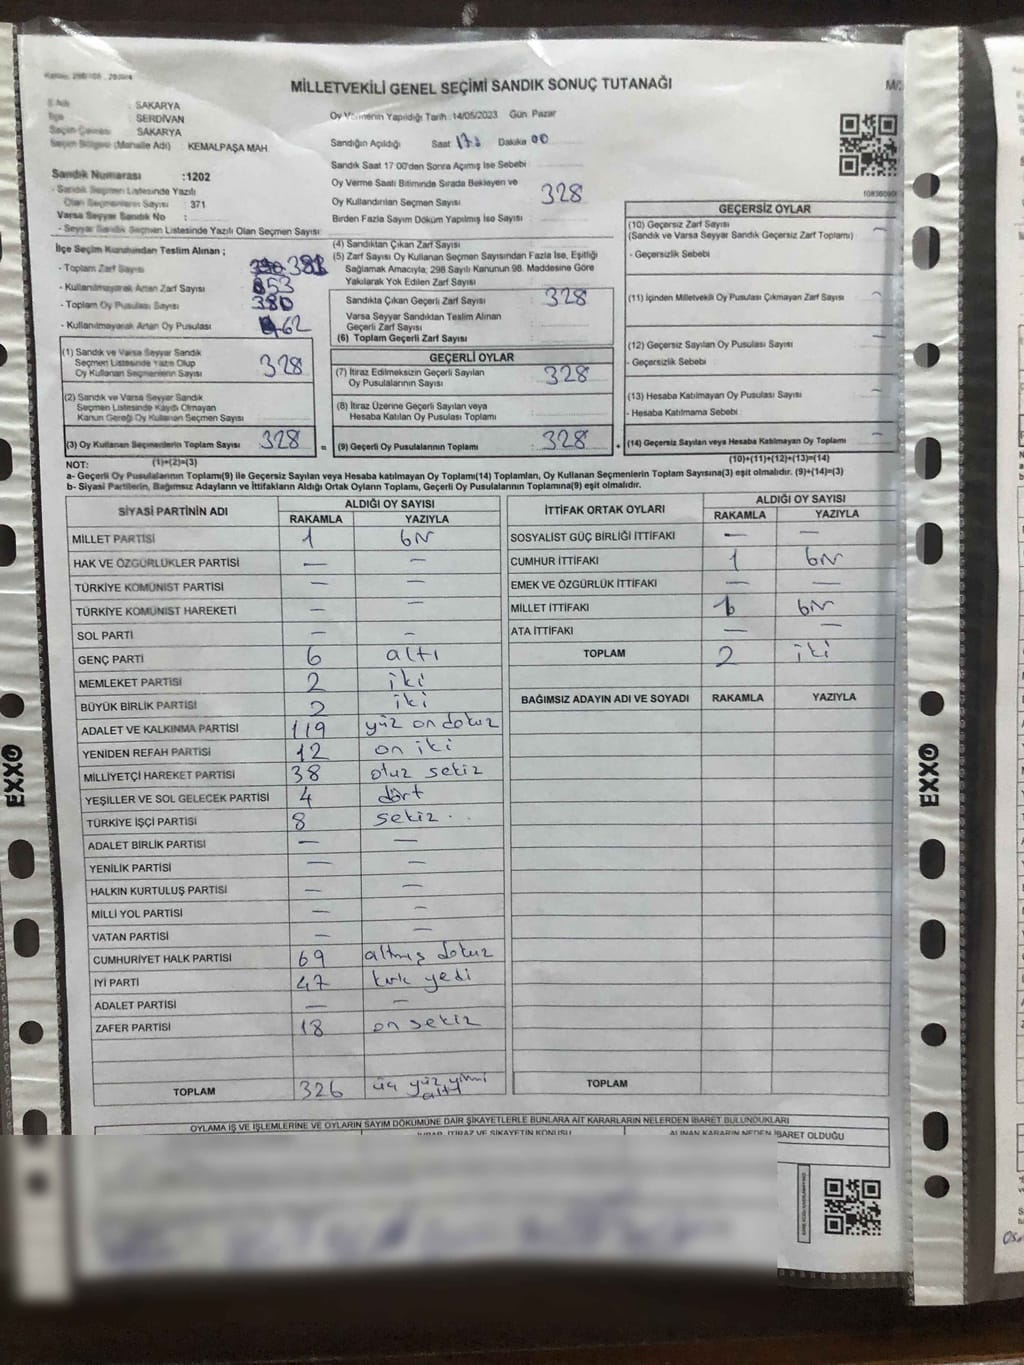 MİLLETVEKİLİ GENEL SEÇİMİ SANDIK SONUÇ TUTANAĞI
: SAKARYA
: SERDİVAN
Seçim Çevresi : SAKARYA
Seçim Bölgesi (Mahalle Adı) : KEMALPAŞA MAH.
Sandık Numarası :1202
- Sandık Seçmen Listesinde Yazılı
Olan Seçmenlerin Sayısı : 371
Varsa Seyyar Sandık No :
- Seyyar Sandık Seçmen Listesinde Yazılı Olan Seçmen Sayısı
Oy Vermenin Yapıldığı Tarih :14/05/2023 Gün: Pazar
Sandığın Açıldığı Saat Dakika 00
Sandık Saat 17:00'den Sonra Açmış İse Sebebi
Oy Verme Saati Bitiminde Sırada Bekleyen ve
Oy Kullandırılan Seçmen Sayısı 328
Birden Fazla Sayım Döküm Yapılmış İse Sayısı
İlçe Seçim Kurulundan Teslim Alınan ;
- Toplam Zarf Sayısı
- Kullanılmayarak Artan Zarf Sayısı 53
- Toplam Oy Pusulası Sayısı 380
- Kullanılmayarak Artan Oy Pusulası 62
(1) Sandık ve Varsa Seyyar Sandık
Seçmen Listesinde Yazılı Olup
Oy Kullanan Seçmenlerin Sayısı 328
(2) Sandık ve Varsa Seyyar Sandık
Seçmen Listesinde Kaydı Olmayan
Kanun Gereği Oy Kullanan Seçmen Sayısı
(3) Oy Kullanan Seçmenlerin Toplam Sayısı 328 =
(1)+(2)=(3)
(4) Sandıktan Çıkan Zarf Sayısı
(5) Zarf Sayısı Oy Kullanan Seçmen Sayısından Fazla İse, Eşitliği
Sağlamak Amacıyla; 298 Sayılı Kanunun 98. Maddesine Göre
Yakılarak Yok Edilen Zarf Sayısı
Sandıkta Çıkan Geçerli Zarf Sayısı 328
Varsa Seyyar Sandıktan Teslim Alınan
Geçerli Zarf Sayısı
(6) Toplam Geçerli Zarf Sayısı
GEÇERLİ OYLAR
(7) İtiraz Edilmeksizin Geçerli Sayılan
Oy Pusulalarının Sayısı 328
(8) İtiraz Üzerine Geçerli Sayılan veya
Hesaba Katılan Oy Pusulası Toplamı
(9) Geçerli Oy Pusulalarının Toplamı 328 +
GEÇERSİZ OYLAR
(10) Geçersiz Zarf Sayısı
(Sandık ve Varsa Seyyar Sandık Geçersiz Zarf Toplamı) —
- Geçersizlik Sebebi
(11) İçinden Milletvekili Oy Pusulası Çıkmayan Zarf Sayısı —
(12) Geçersiz Sayılan Oy Pusulası Sayısı —
- Geçersizlik Sebebi
(13) Hesaba Katılmayan Oy Pusulası Sayısı —
- Hesaba Katılmama Sebebi
(14) Geçersiz Sayılan veya Hesaba Katılmayan Oy Toplamı —
(10)+(11)+(12)+(13)=(14)
NOT:
a- Geçerli Oy Pusulalarının Toplamı(9) ile Geçersiz Sayılan veya Hesaba katılmayan Oy Toplamı(14) Toplamları, Oy Kullanan Seçmenlerin Toplam Sayısına(3) eşit olmalıdır. (9)+(14)=(3)
b- Siyasi Partilerin, Bağımsız Adayların ve İttifakların Aldığı Ortak Oyların Toplamı, Geçerli Oy Pusulalarının Toplamına(9) eşit olmalıdır.
SİYASİ PARTİNİN ADI ALDIĞI OY SAYISI
RAKAMLA YAZIYLA
MİLLET PARTİSİ 1 bir
HAK VE ÖZGÜRLÜKLER PARTİSİ — —
TÜRKİYE KOMÜNİST PARTİSİ — —
TÜRKİYE KOMÜNİST HAREKETİ — —
SOL PARTİ — —
GENÇ PARTİ 6 altı
MEMLEKET PARTİSİ 2 iki
BÜYÜK BİRLİK PARTİSİ 2 iki
ADALET VE KALKINMA PARTİSİ 119 yüz on dokuz
YENİDEN REFAH PARTİSİ 12 on iki
MİLLİYETÇİ HAREKET PARTİSİ 38 otuz sekiz
YEŞİLLER VE SOL GELECEK PARTİSİ 4 dört
TÜRKİYE İŞÇİ PARTİSİ 8 sekiz
ADALET BİRLİK PARTİSİ — —
YENİLİK PARTİSİ — —
HALKIN KURTULUŞ PARTİSİ — —
MİLLİ YOL PARTİSİ — —
VATAN PARTİSİ — —
CUMHURİYET HALK PARTİSİ 69 altmış dokuz
İYİ PARTİ 47 kırk yedi
ADALET PARTİSİ — —
ZAFER PARTİSİ 18 on sekiz
TOPLAM 326 üç yüz yirmi altı
İTTİFAK ORTAK OYLARI ALDIĞI OY SAYISI
RAKAMLA YAZIYLA
SOSYALİST GÜÇ BİRLİĞİ İTTİFAKI — —
CUMHUR İTTİFAKI 1 bir
EMEK VE ÖZGÜRLÜK İTTİFAKI — —
MİLLET İTTİFAKI 1 bir
ATA İTTİFAKI — —
TOPLAM 2 iki
BAĞIMSIZ ADAYIN ADI VE SOYADI RAKAMLA YAZIYLA
TOPLAM
OYLAMA İŞ VE İŞLEMLERİNE VE OYLARIN SAYIM DÖKÜMÜNE DAİR ŞİKAYETLERLE BUNLARA AİT KARARLARIN NELERDEN İBARET BULUNDUKLARI
İTİRAZ VE ŞİKAYETİN KONUSU ALINAN KARARIN NEDEN İBARET OLDUĞU
EXXO
EXXO